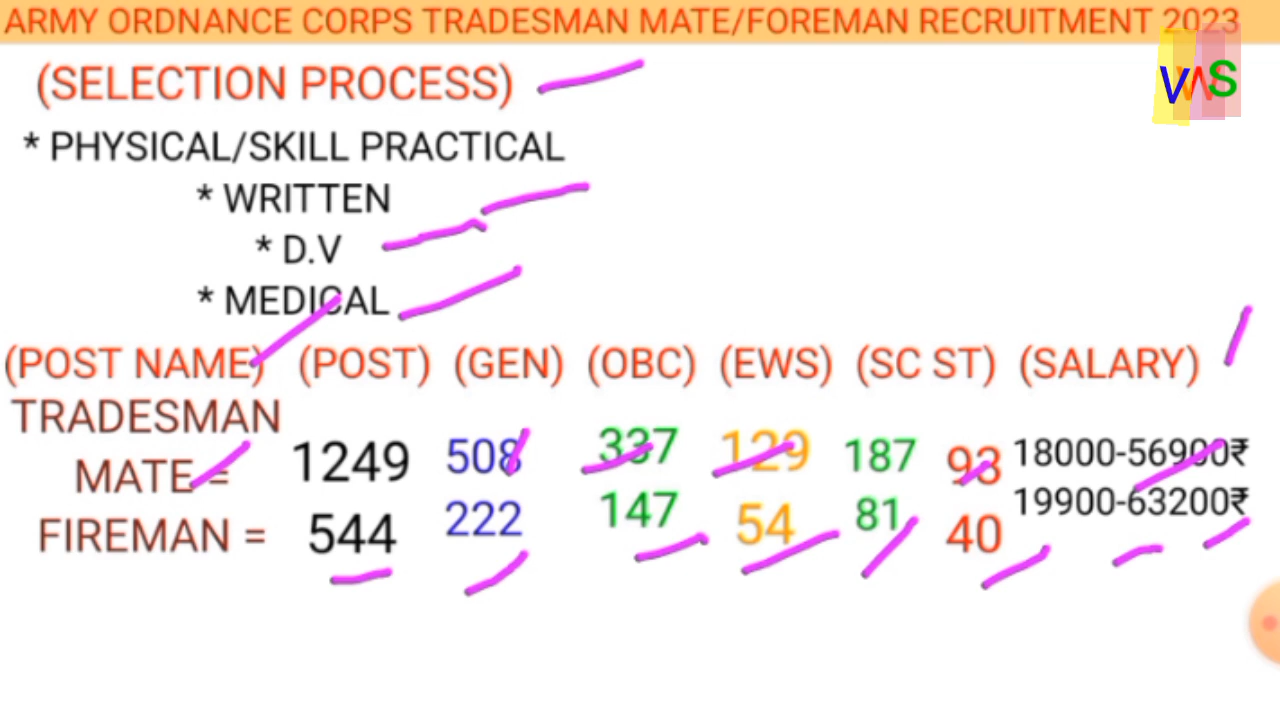 ARMY ORDNANCE CORPS TRADESMAN MATE/FOREMAN RECRUITMENT 2023
VWS
(SELECTION PROCESS)
* PHYSICAL/SKILL PRACTICAL
* WRITTEN
* D.V
* MEDICAL
(POST NAME) (POST) (GEN) (OBC) (EWS) (SC ST) (SALARY)
TRADESMAN
MATE = 1249 508 337 129 187 93 18000-56900₹
FIREMAN = 544 222 147 54 81 40 19900-63200₹